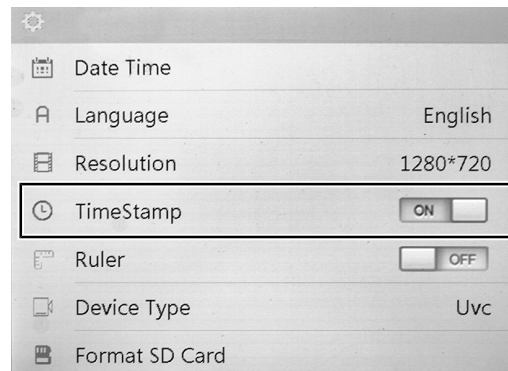 Date Time
Language English
Resolution 1280*720
TimeStamp ON
Ruler OFF
Device Type Uvc
Format SD Card